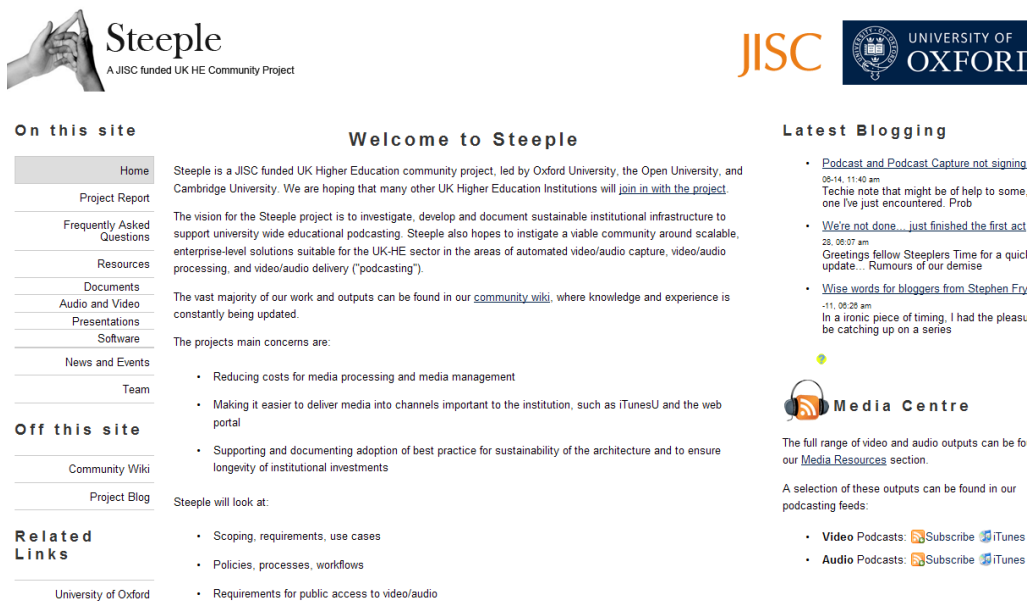 Steeple
A JISC funded UK HE Community Project
JISC
UNIVERSITY OF
OXFORD
On this site
Home
Project Report
Frequently Asked
Questions
Resources
Documents
Audio and Video
Presentations
Software
News and Events
Team
Off this site
Community Wiki
Project Blog
Related
Links
University of Oxford
Welcome to Steeple
Steeple is a JISC funded UK Higher Education community project, led by Oxford University, the Open University, and
Cambridge University. We are hoping that many other UK Higher Education Institutions will join in with the project.
The vision for the Steeple project is to investigate, develop and document sustainable institutional infrastructure to
support university wide educational podcasting. Steeple also hopes to instigate a viable community around scalable,
enterprise-level solutions suitable for the UK-HE sector in the areas of automated video/audio capture, video/audio
processing, and video/audio delivery ("podcasting").
The vast majority of our work and outputs can be found in our community wiki, where knowledge and experience is
constantly being updated.
The projects main concerns are:
• Reducing costs for media processing and media management
• Making it easier to deliver media into channels important to the institution, such as iTunesU and the web
portal
• Supporting and documenting adoption of best practice for sustainability of the architecture and to ensure
longevity of institutional investments
Steeple will look at:
• Scoping, requirements, use cases
• Policies, processes, workflows
• Requirements for public access to video/audio
Latest Blogging
• Podcast and Podcast Capture not signing
06-14, 11:40 am
Techie note that might be of help to some,
one I've just encountered. Prob
• We're not done... just finished the first act
28, 06:07 am
Greetings fellow Steeplers Time for a quick
update... Rumours of our demise
• Wise words for bloggers from Stephen Fry
-11, 06:26 am
In a ironic piece of timing, I had the
be catching up on a series
?
Media Centre
The full range of video and audio outputs can be
our Media Resources section.
A selection of these outputs can be found in our
podcasting feeds:
• Video Podcasts: Subscribe iTunes
• Audio Podcasts: Subscribe iTunes